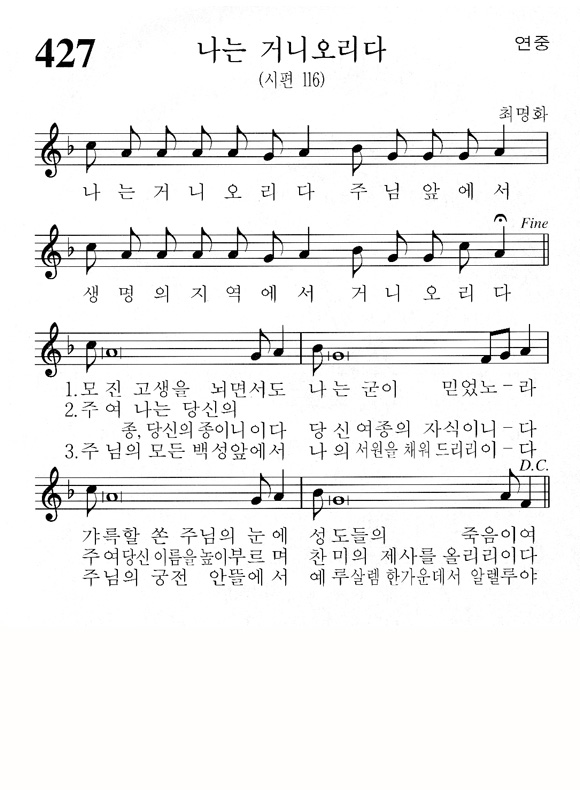 427
나는 거니오리다
연중
(시편 116)
최명화
나 는 거 니 오 리 다 주 님 앞 에 서
Fine
생 명 의 지 역 에 서 거 니 오 리 다
1.모 진 고생을 뇌면서도 나 는 굳이 믿었노-라
2.주 여 나는 당신의
종, 당신의 종이니이다 당 신 여종의 자식이니-다
3.주 님의 모든 백성앞에서 나 의 서원을 채워 드리리이-다
D.C.
갸륵할 쏜 주님의 눈 에 성 도들의 죽음이여
주여 당신 이름을 높이부르 며 찬 미의 제사를 올리리이다
주님의 궁전 안뜰에 서 예 루살렘 한가운데서 알렐루야